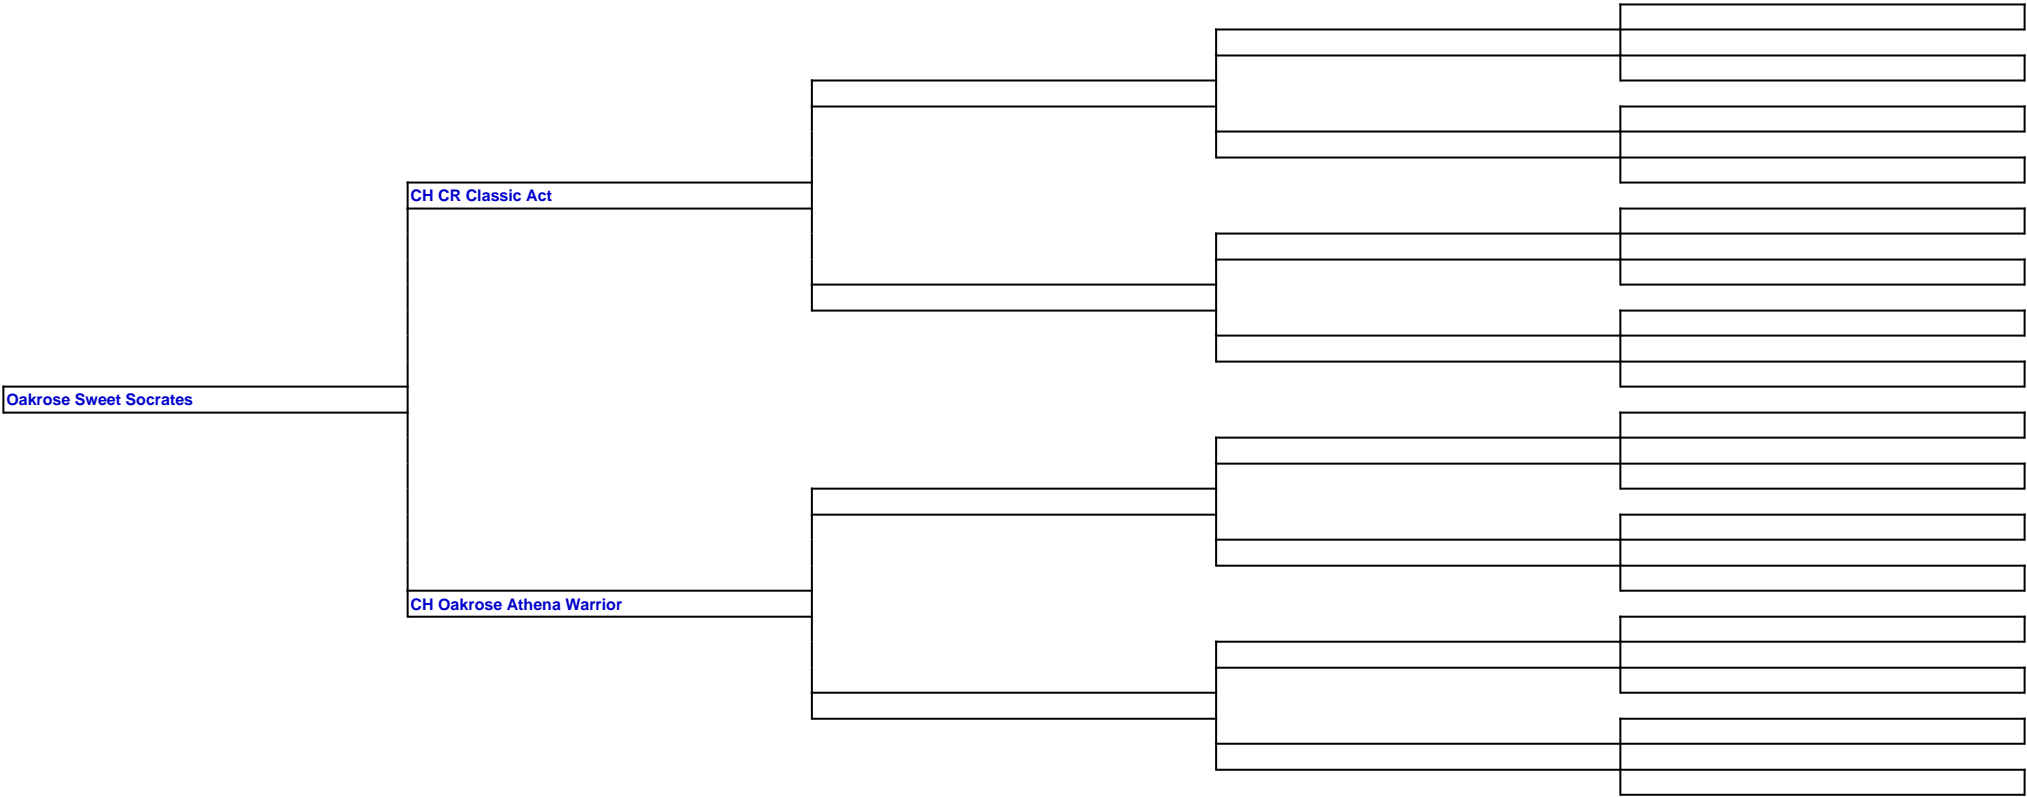 CH CR Classic Act
Oakrose Sweet Socrates
CH Oakrose Athena Warrior